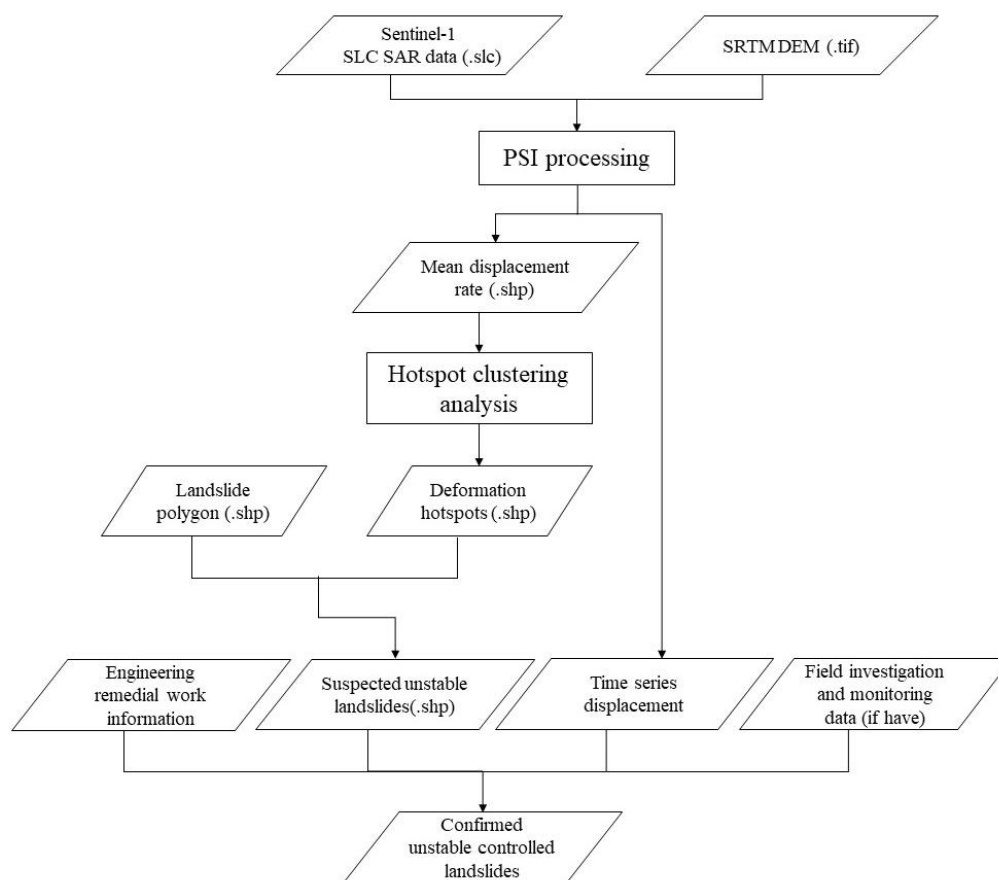 Sentinel-1
SLC SAR data (.slc)
SRTM DEM (.tif)
PSI processing
Mean displacement
rate (.shp)
Hotspot clustering
analysis
Landslide
polygon (.shp)
Deformation
hotspots (.shp)
Engineering
remedial work
information
Suspected unstable
landslides(.shp)
Time series
displacement
Field investigation
and monitoring
data (if have)
Confirmed
unstable controlled
landslides